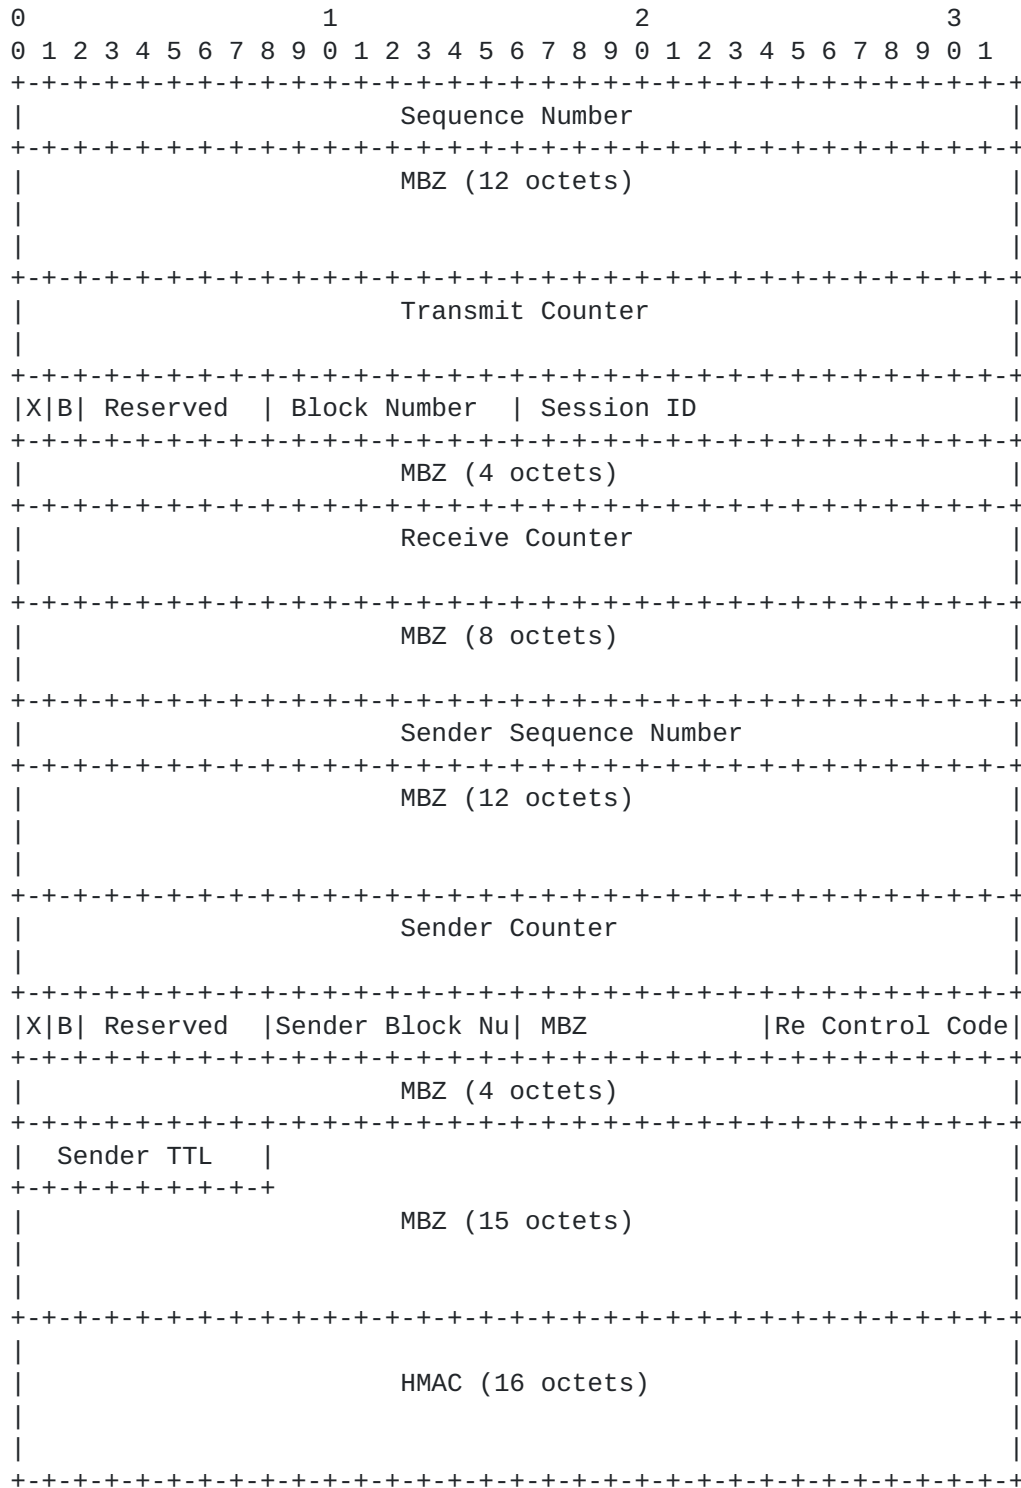 0                   1                   2                   3
0 1 2 3 4 5 6 7 8 9 0 1 2 3 4 5 6 7 8 9 0 1 2 3 4 5 6 7 8 9 0 1
+-+-+-+-+-+-+-+-+-+-+-+-+-+-+-+-+-+-+-+-+-+-+-+-+-+-+-+-+-+-+-+-+
|                        Sequence Number                        |
+-+-+-+-+-+-+-+-+-+-+-+-+-+-+-+-+-+-+-+-+-+-+-+-+-+-+-+-+-+-+-+-+
|                        MBZ (12 octets)                        |
|                                                               |
|                                                               |
+-+-+-+-+-+-+-+-+-+-+-+-+-+-+-+-+-+-+-+-+-+-+-+-+-+-+-+-+-+-+-+-+
|                        Transmit Counter                       |
|                                                               |
+-+-+-+-+-+-+-+-+-+-+-+-+-+-+-+-+-+-+-+-+-+-+-+-+-+-+-+-+-+-+-+-+
|X|B| Reserved  | Block Number  | Session ID                    |
+-+-+-+-+-+-+-+-+-+-+-+-+-+-+-+-+-+-+-+-+-+-+-+-+-+-+-+-+-+-+-+-+
|                        MBZ (4 octets)                         |
+-+-+-+-+-+-+-+-+-+-+-+-+-+-+-+-+-+-+-+-+-+-+-+-+-+-+-+-+-+-+-+-+
|                        Receive Counter                        |
|                                                               |
+-+-+-+-+-+-+-+-+-+-+-+-+-+-+-+-+-+-+-+-+-+-+-+-+-+-+-+-+-+-+-+-+
|                        MBZ (8 octets)                         |
|                                                               |
+-+-+-+-+-+-+-+-+-+-+-+-+-+-+-+-+-+-+-+-+-+-+-+-+-+-+-+-+-+-+-+-+
|                        Sender Sequence Number                 |
+-+-+-+-+-+-+-+-+-+-+-+-+-+-+-+-+-+-+-+-+-+-+-+-+-+-+-+-+-+-+-+-+
|                        MBZ (12 octets)                        |
|                                                               |
|                                                               |
+-+-+-+-+-+-+-+-+-+-+-+-+-+-+-+-+-+-+-+-+-+-+-+-+-+-+-+-+-+-+-+-+
|                        Sender Counter                         |
|                                                               |
+-+-+-+-+-+-+-+-+-+-+-+-+-+-+-+-+-+-+-+-+-+-+-+-+-+-+-+-+-+-+-+-+
|X|B| Reserved  |Sender Block Nu| MBZ           |Re Control Code|
+-+-+-+-+-+-+-+-+-+-+-+-+-+-+-+-+-+-+-+-+-+-+-+-+-+-+-+-+-+-+-+-+
|                        MBZ (4 octets)                         |
+-+-+-+-+-+-+-+-+-+-+-+-+-+-+-+-+-+-+-+-+-+-+-+-+-+-+-+-+-+-+-+-+
|  Sender TTL   |                                               |
+-+-+-+-+-+-+-+-+                                               |
|                        MBZ (15 octets)                        |
|                                                               |
|                                                               |
+-+-+-+-+-+-+-+-+-+-+-+-+-+-+-+-+-+-+-+-+-+-+-+-+-+-+-+-+-+-+-+-+
|                                                               |
|                        HMAC (16 octets)                       |
|                                                               |
|                                                               |
+-+-+-+-+-+-+-+-+-+-+-+-+-+-+-+-+-+-+-+-+-+-+-+-+-+-+-+-+-+-+-+-+